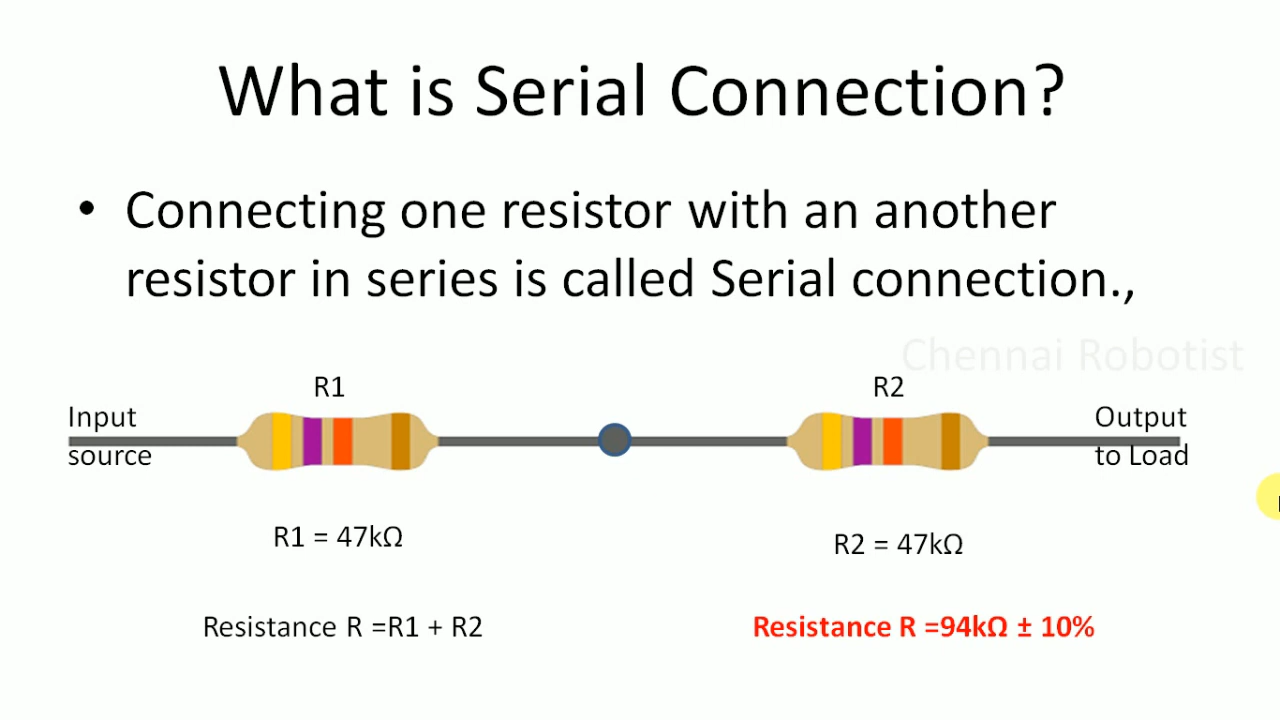 What is Serial Connection?
• Connecting one resistor with an another
resistor in series is called Serial connection.,
Chennai Robotist
R1
R2
Input
source
Output
to Load
R1 = 47kΩ
R2 = 47kΩ
Resistance R =R1 + R2
Resistance R =94kΩ ± 10%